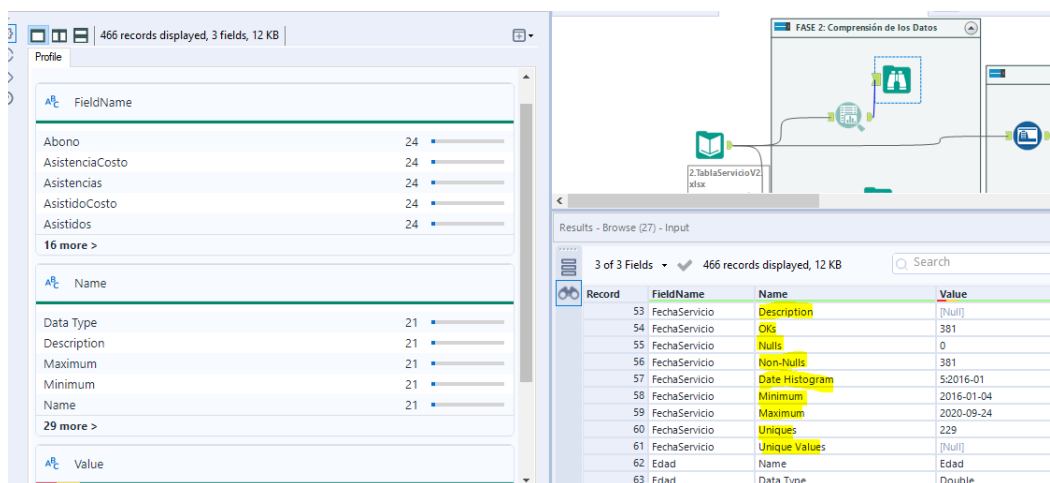 466 records displayed, 3 fields, 12 KB
Profile
ABC FieldName
Abono 24
AsistenciaCosto 24
Asistencias 24
AsistidoCosto 24
Asistidos 24
16 more >
ABC Name
Data Type 21
Description 21
Maximum 21
Minimum 21
Name 21
29 more >
ABC Value
FASE 2: Comprensión de los Datos
2.TablaServicioV2.
xlsx
Results - Browse (27) - Input
3 of 3 Fields 466 records displayed, 12 KB Search
Record FieldName Name Value
53 FechaServicio Description [Null]
54 FechaServicio OKs 381
55 FechaServicio Nulls 0
56 FechaServicio Non-Nulls 381
57 FechaServicio Date Histogram 5:2016-01
58 FechaServicio Minimum 2016-01-04
59 FechaServicio Maximum 2020-09-24
60 FechaServicio Uniques 229
61 FechaServicio Unique Values [Null]
62 Edad Name Edad
63 Edad Data Type Double